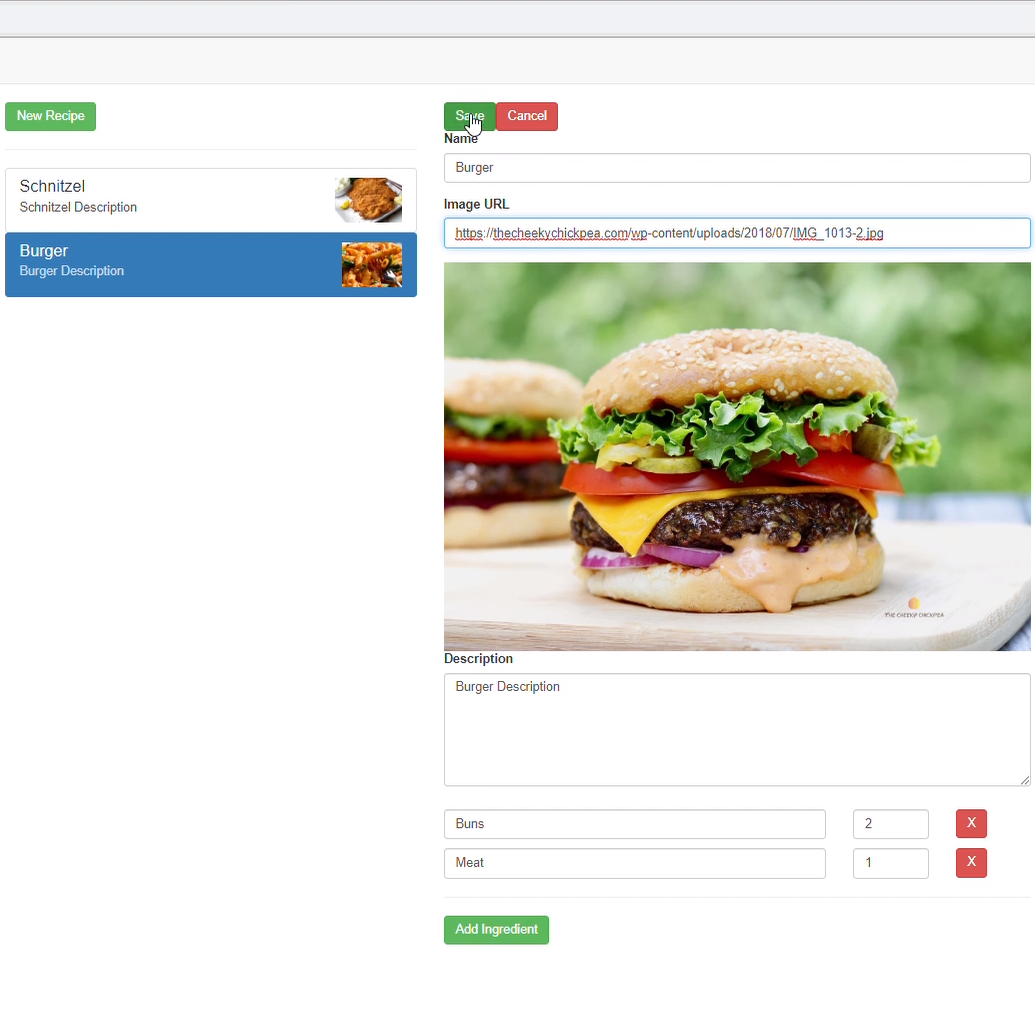 New Recipe
Schnitzel
Schnitzel Description
Burger
Burger Description
Save
Cancel
Name
Burger
Image URL
https://thecheekychickpea.com/wp-content/uploads/2018/07/IMG_1013-2.jpg
THE CHEEKY CHICKPEA
Description
Burger Description
Buns
2
X
Meat
1
X
Add Ingredient